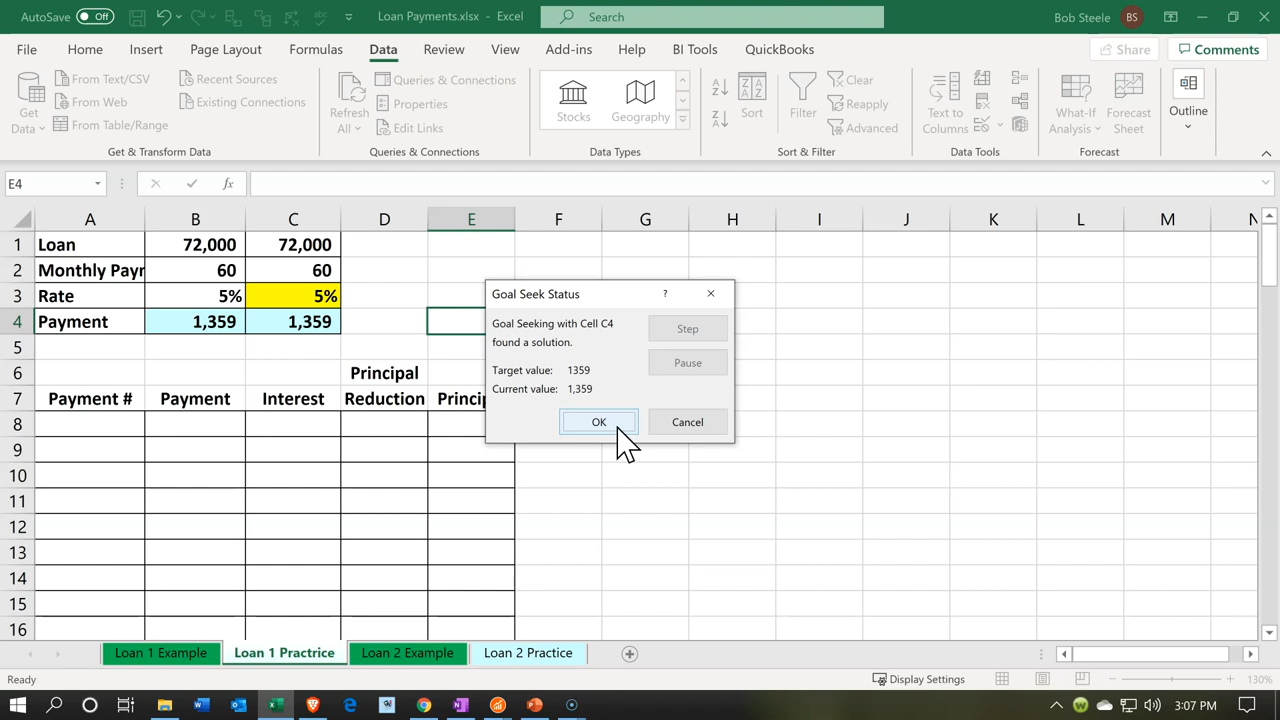 AutoSave Off Loan Payments.xlsx - Excel Search Bob Steele BS
File Home Insert Page Layout Formulas Data Review View Add-ins Help BI Tools QuickBooks Share Comments
Get Data
From Text/CSV
From Web
From Table/Range
Recent Sources
Existing Connections
Get & Transform Data
Refresh All
Queries & Connections
Properties
Edit Links
Queries & Connections
Stocks Geography
Data Types
Sort Filter
Clear
Reapply
Advanced
Sort & Filter
Text to Columns
Data Tools
What-If Analysis
Forecast Sheet
Forecast
Outline
E4 fx
A B C D E F G H I J K L M N
1 Loan 72,000 72,000
2 Monthly Payr 60 60
3 Rate 5% 5%
4 Payment 1,359 1,359
5
6 Principal
7 Payment # Payment Interest Reduction Princip
8
9
10
11
12
13
14
15
16
Goal Seek Status ?
Goal Seeking with Cell C4
found a solution.
Target value: 1359
Current value: 1,359
Step
Pause
OK Cancel
Loan 1 Example Loan 1 Practrice Loan 2 Example Loan 2 Practice
Ready Display Settings 130%
3:07 PM